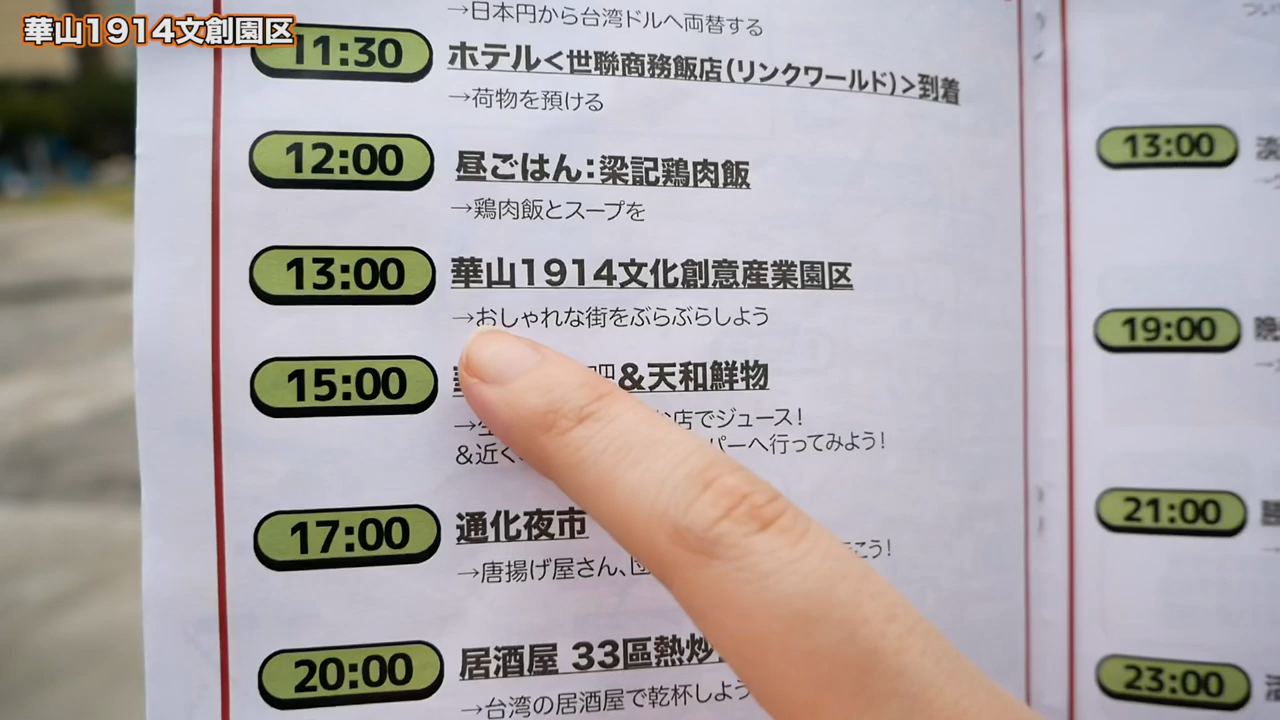 華山1914文創園区
→日本円から台湾ドルへ両替する
11:30 ホテル<世聯商務飯店(リンクワールド)>到着
→荷物を預ける
12:00 昼ごはん:梁記鶏肉飯
→鶏肉飯とスープを
13:00 華山1914文化創意産業園区
→おしゃれな街をぶらぶらしよう
15:00 &天和鮮物
→ お店でジュース!
&近く パーへ行ってみよう!
17:00 通化夜市
→唐揚げ屋さん、 こう!
20:00 居酒屋 33區熱炒
→台湾の居酒屋で乾杯しよう
13:00
19:00
21:00
23:00